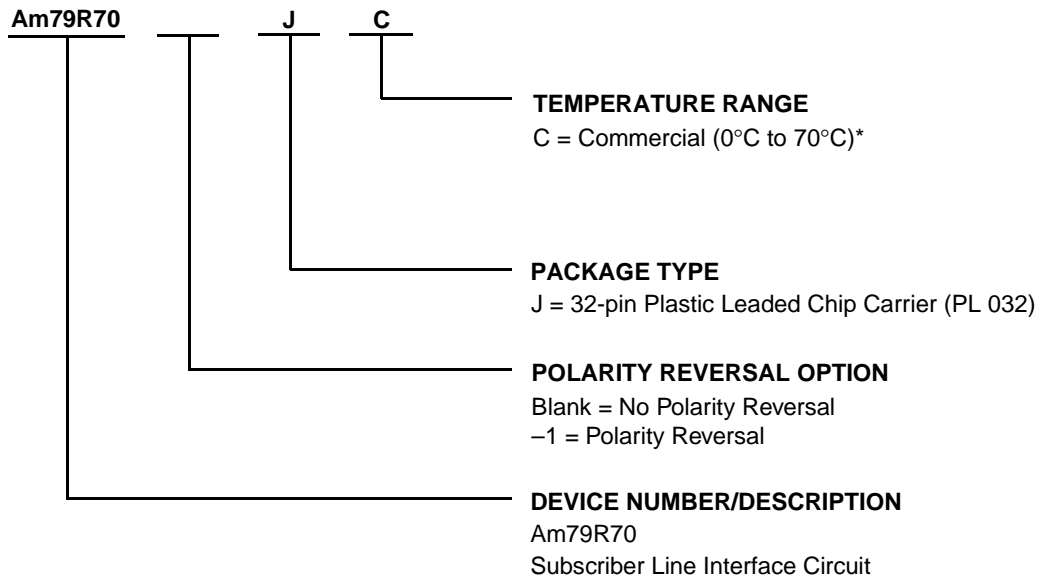 Am79R70 J C
TEMPERATURE RANGE
C = Commercial (0°C to 70°C)*
PACKAGE TYPE
J = 32-pin Plastic Leaded Chip Carrier (PL 032)
POLARITY REVERSAL OPTION
Blank = No Polarity Reversal
–1 = Polarity Reversal
DEVICE NUMBER/DESCRIPTION
Am79R70
Subscriber Line Interface Circuit